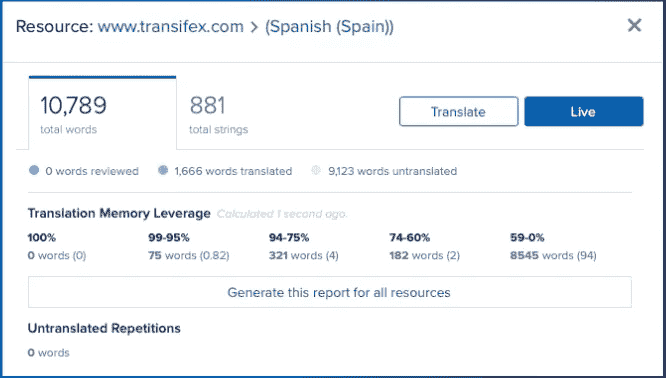 Resource: www.transifex.com > (Spanish (Spain))
10,789
total words
881
total strings
Translate
Live
0 words reviewed
1,666 words translated
9,123 words untranslated
Translation Memory Leverage Calculated 1 second ago.
100% 99-95% 94-75% 74-60% 59-0%
0 words (0) 75 words (0.82) 321 words (4) 182 words (2) 8545 words (94)
Generate this report for all resources
Untranslated Repetitions
0 words